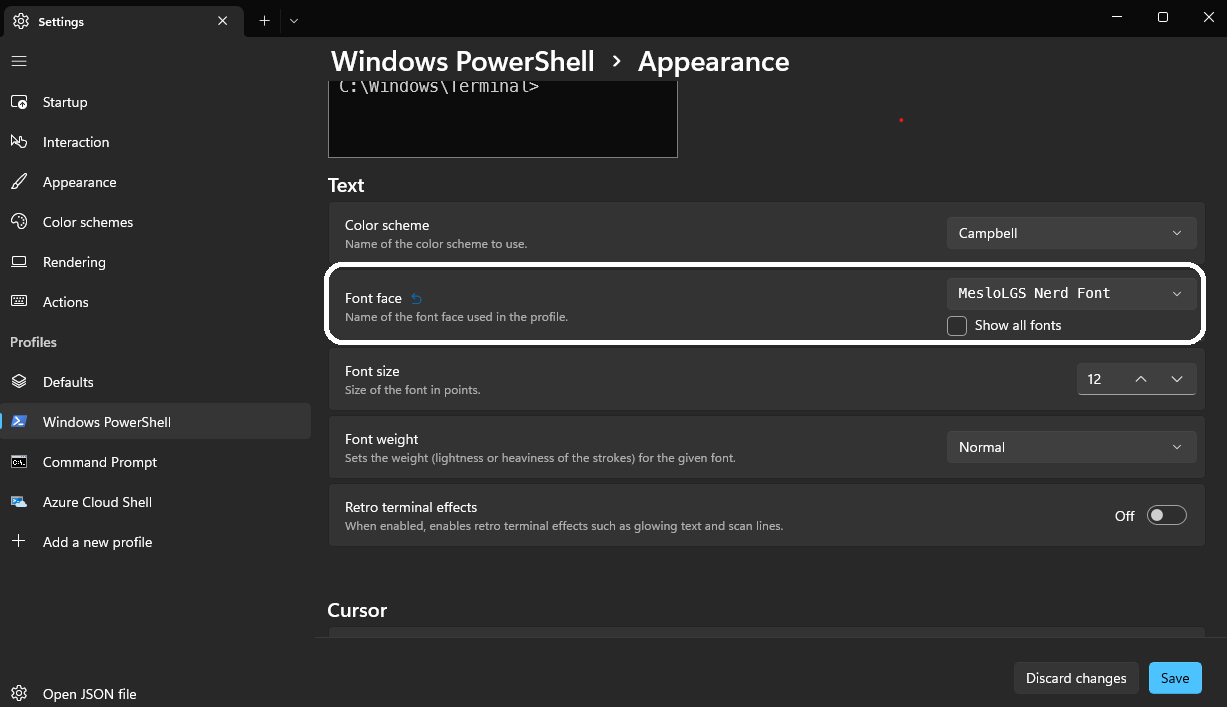 Settings
Windows PowerShell > Appearance
C:\Windows\Terminal>
Startup
Interaction
Appearance
Color schemes
Rendering
Actions
Profiles
Defaults
Windows PowerShell
Command Prompt
Azure Cloud Shell
Add a new profile
Open JSON file
Text
Color scheme
Name of the color scheme to use.
Campbell
Font face
Name of the font face used in the profile.
MesloLGS Nerd Font
Show all fonts
Font size
Size of the font in points.
12
Font weight
Sets the weight (lightness or heaviness of the strokes) for the given font.
Normal
Retro terminal effects
When enabled, enables retro terminal effects such as glowing text and scan lines.
Off
Cursor
Discard changes
Save